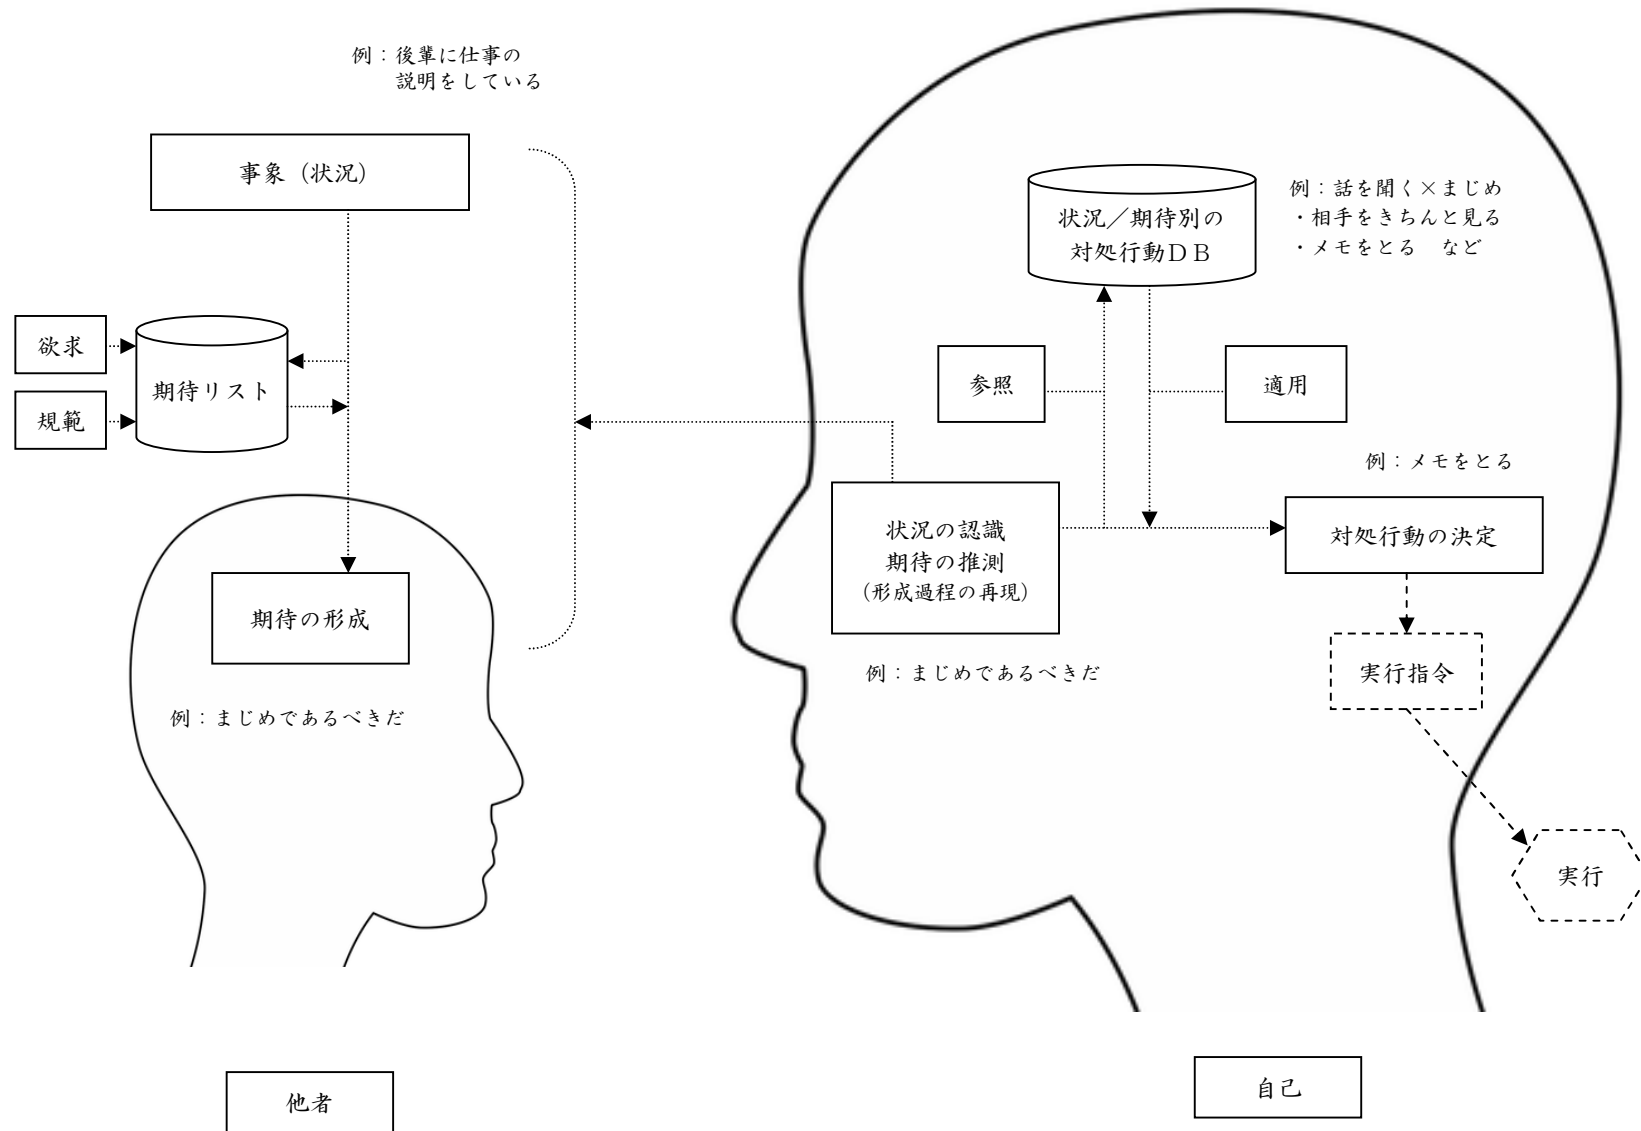 例：後輩に仕事の
説明をしている
事象（状況）
欲求
規範
期待リスト
期待の形成
例：まじめであるべきだ
他者
状況／期待別の
対処行動ＤＢ
例：話を聞く×まじめ
・相手をきちんと見る
・メモをとる　など
参照
適用
状況の認識
期待の推測
（形成過程の再現）
例：まじめであるべきだ
例：メモをとる
対処行動の決定
実行指令
実行
自己